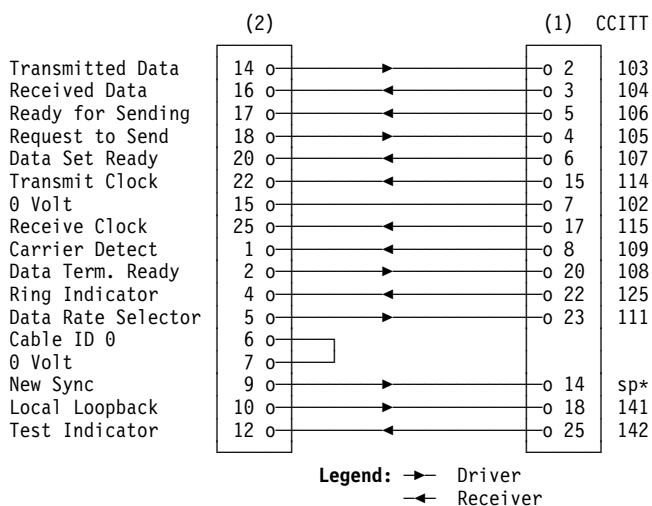 (2) (1) CCITT
Transmitted Data 14 o o 2 103
Received Data 16 o o 3 104
Ready for Sending 17 o o 5 106
Request to Send 18 o o 4 105
Data Set Ready 20 o o 6 107
Transmit Clock 22 o o 15 114
0 Volt 15 o o 7 102
Receive Clock 25 o o 17 115
Carrier Detect 1 o o 8 109
Data Term. Ready 2 o o 20 108
Ring Indicator 4 o o 22 125
Data Rate Selector 5 o o 23 111
Cable ID 0 6 o
0 Volt 7 o
New Sync 9 o o 14 sp*
Local Loopback 10 o o 18 141
Test Indicator 12 o o 25 142
Legend: Driver
Receiver